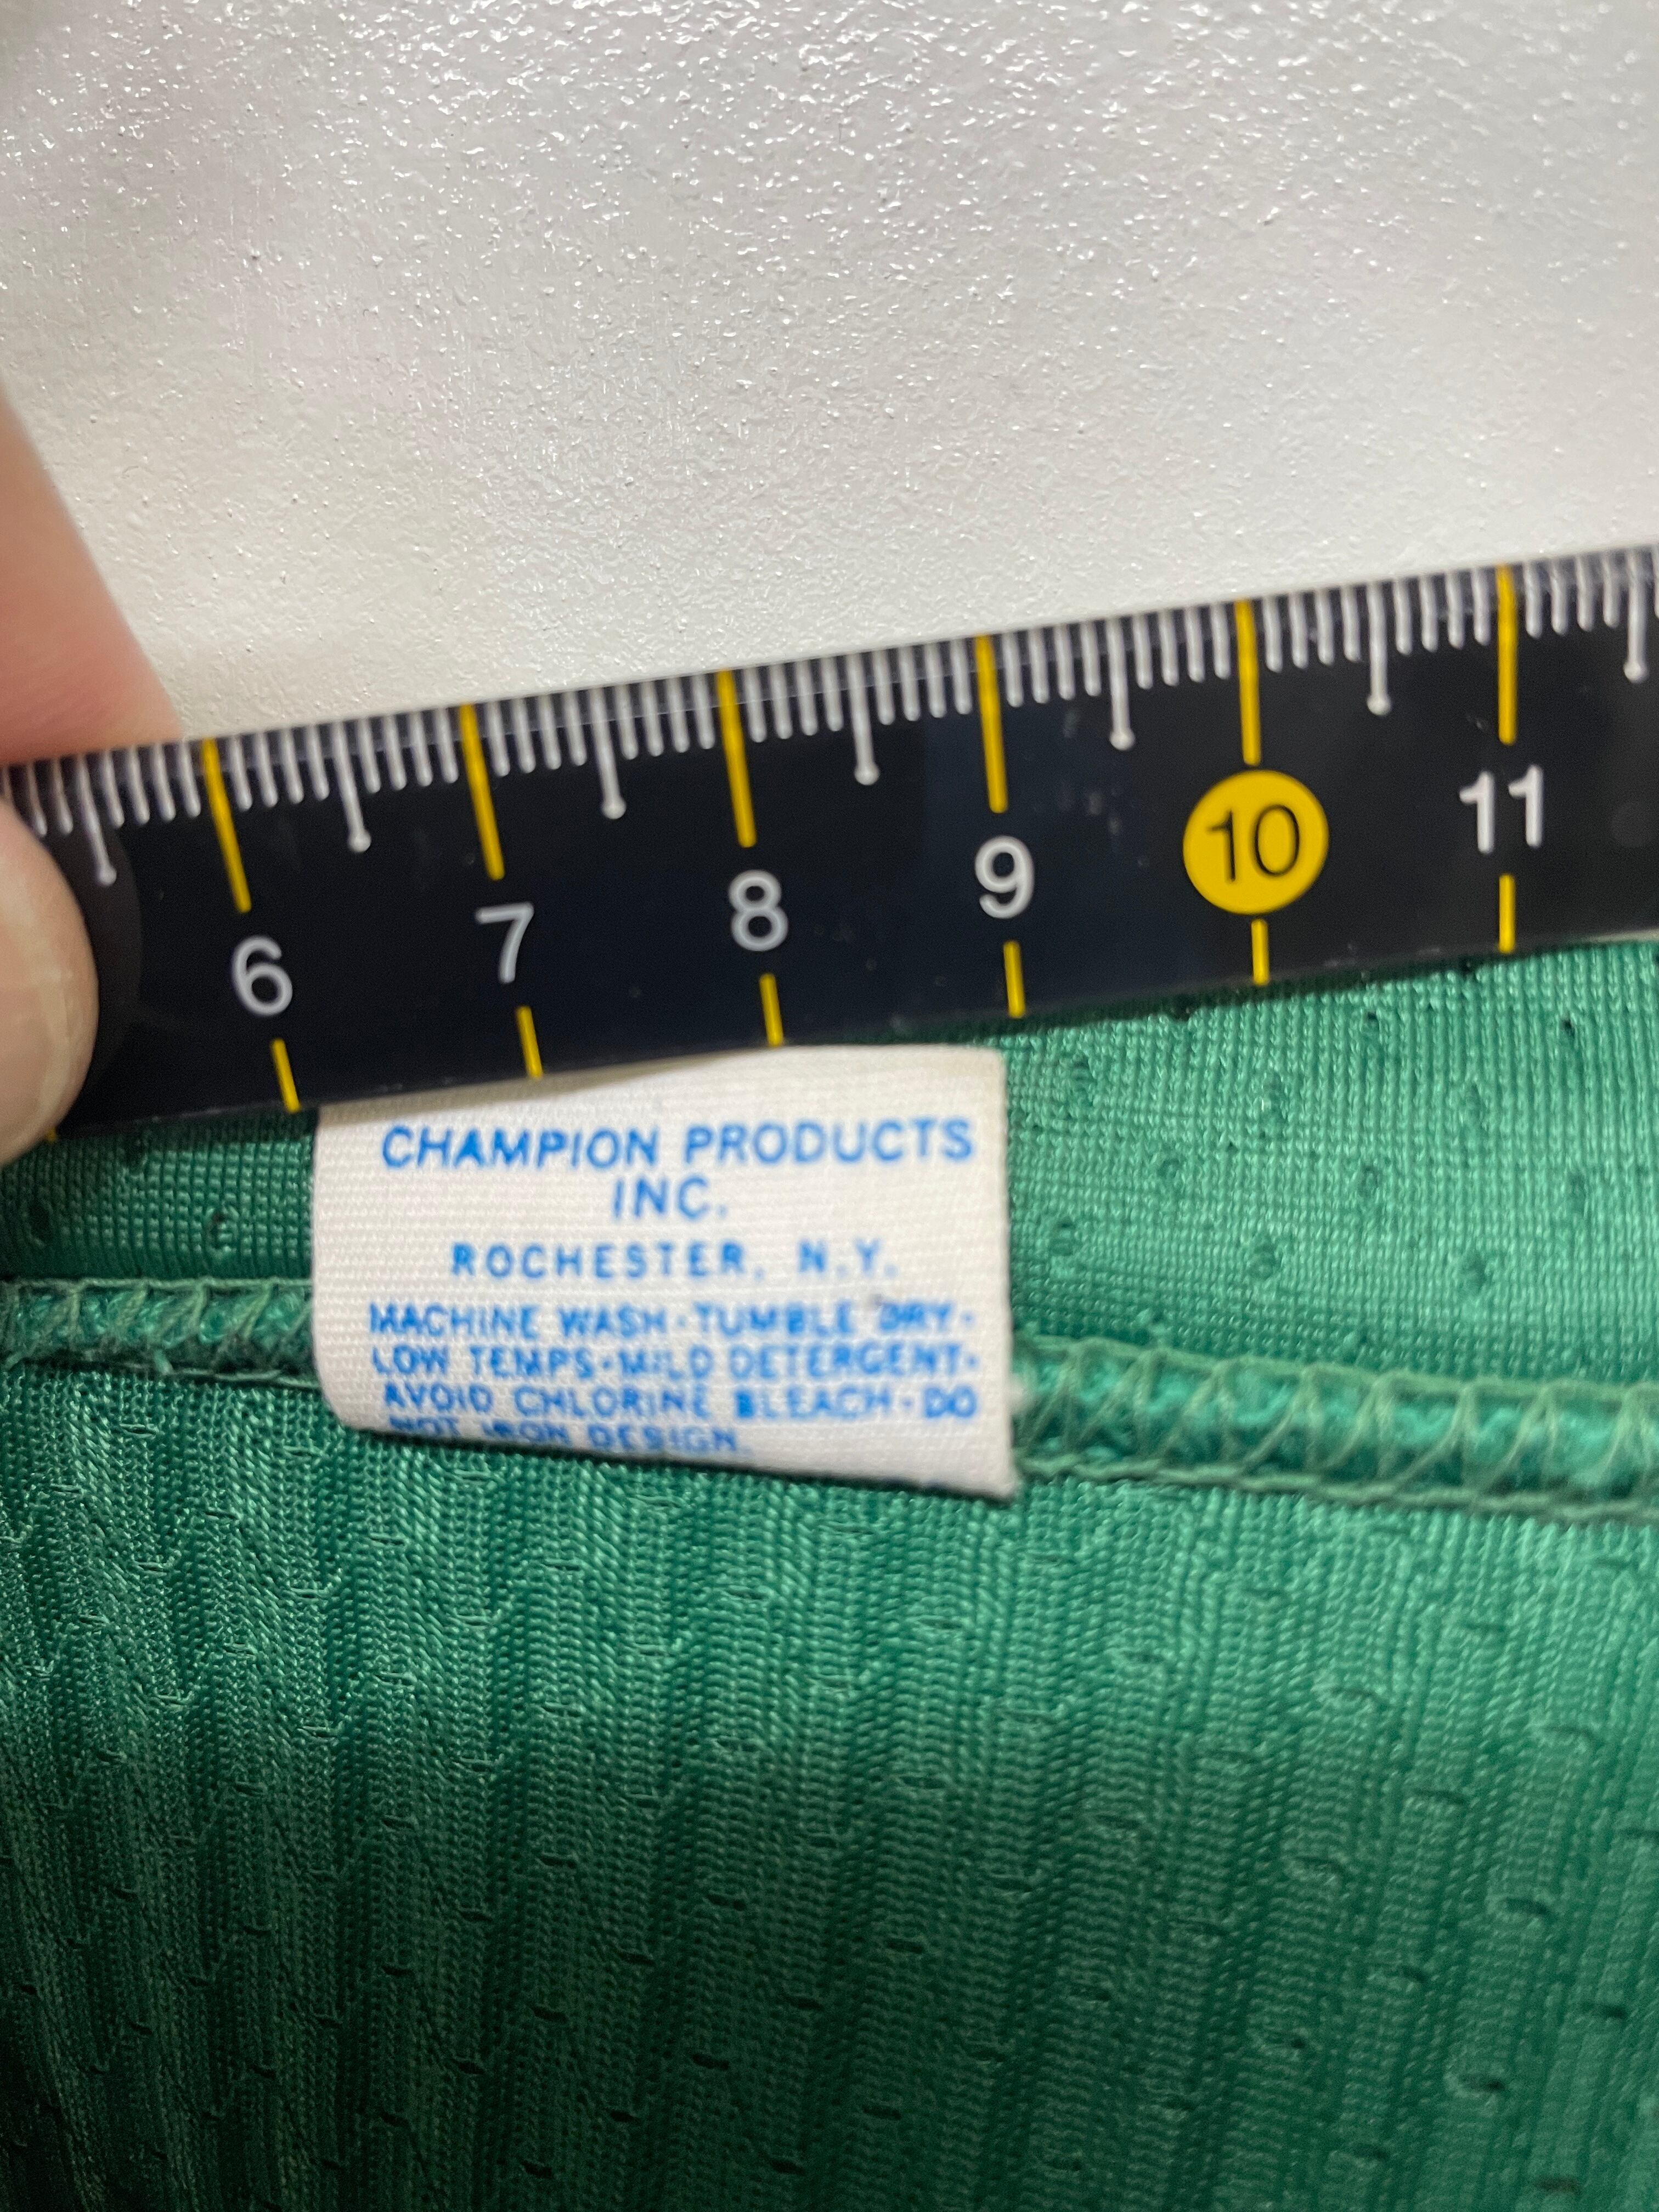 6 7 8 9 10 11
CHAMPION PRODUCTS
INC.
ROCHESTER, N.Y.
MACHINE WASH·TUMBLE DRY·
LOW TEMPS·MILD DETERGENT·
AVOID CHLORINE BLEACH·DO
NOT IRON DESIGN.